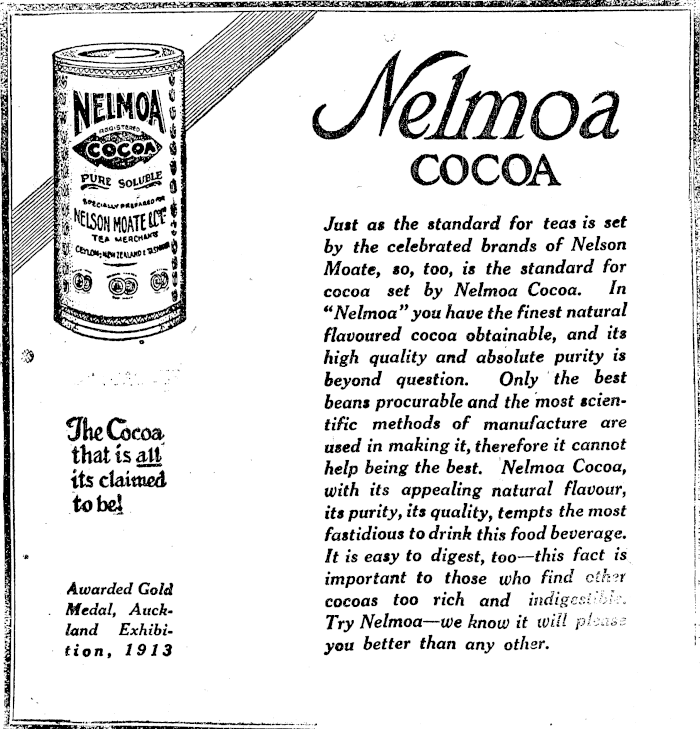 NELMOA
REGISTERED
COCOA
PURE SOLUBLE
SPECIALLY PREPARED FOR
NELSON MOATE & CO. LTD
TEA MERCHANTS
CEYLON, NEW ZEALAND & TASMANIA
The Cocoa
that is all
its claimed
to be!
Awarded Gold
Medal, Auck-
land Exhibi-
tion, 1913
Nelmoa
COCOA
Just as the standard for teas is set
by the celebrated brands of Nelson
Moate, so, too, is the standard for
cocoa set by Nelmoa Cocoa. In
“Nelmoa” you have the finest natural
flavoured cocoa obtainable, and its
high quality and absolute purity is
beyond question. Only the best
beans procurable and the most scien-
tific methods of manufacture are
used in making it, therefore it cannot
help being the best. Nelmoa Cocoa,
with its appealing natural flavour,
its purity, its quality, tempts the most
fastidious to drink this food beverage.
It is easy to digest, too—this fact is
important to those who find other
cocoas too rich and indigestible.
Try Nelmoa—we know it will please
you better than any other.